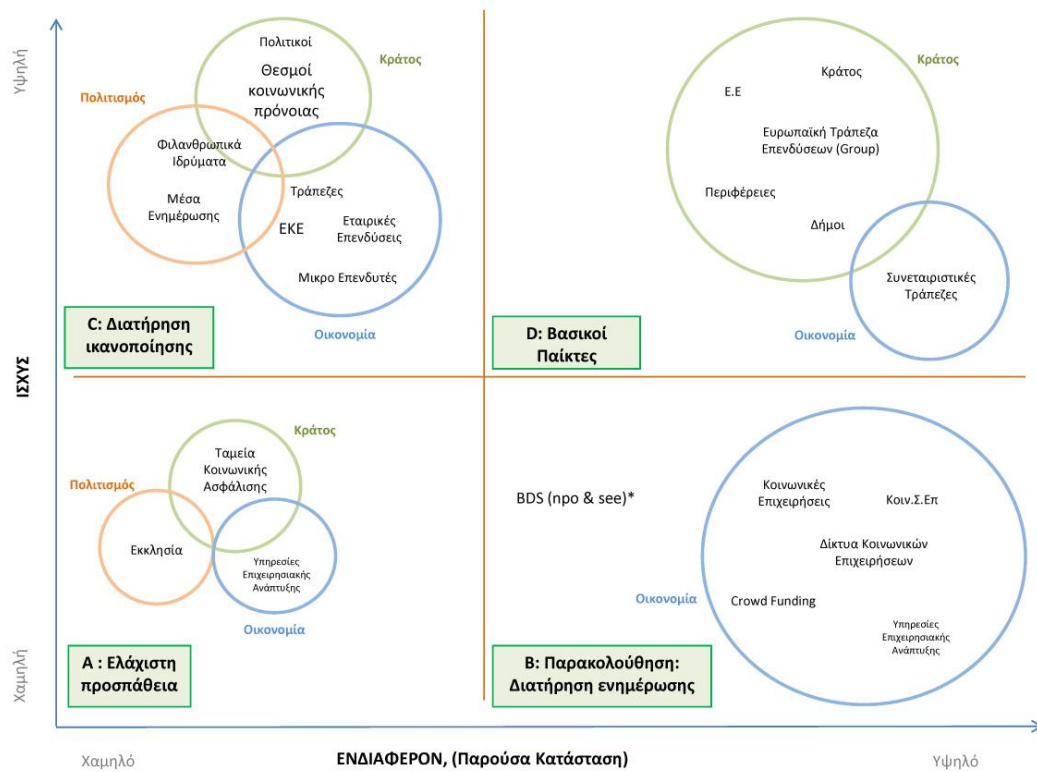 Υψηλή
Πολιτικοί
Κράτος
Θεσμοί
κοινωνικής
πρόνοιας
Πολιτισμός
Φιλανθρωπικά
Ιδρύματα
Μέσα
Ενημέρωσης
Τράπεζες
ΕΚΕ
Εταιρικές
Επενδύσεις
Μικρο Επενδυτές
Οικονομία
C: Διατήρηση
ικανοποίησης
Κράτος
Κράτος
Ε.Ε
Ευρωπαϊκή Τράπεζα
Επενδύσεων (Group)
Περιφέρειες
Δήμοι
Συνεταιριστικές
Τράπεζες
Οικονομία
D: Βασικοί
Παίκτες
ΙΣΧΥΣ
Κράτος
Ταμεία
Κοινωνικής
Ασφάλισης
Πολιτισμός
Εκκλησία
Υπηρεσίες
Επιχειρησιακής
Ανάπτυξης
Οικονομία
A : Ελάχιστη
προσπάθεια
BDS (npo & see)*
Κοινωνικές
Επιχειρήσεις
Κοιν.Σ.Επ
Δίκτυα Κοινωνικών
Επιχειρήσεων
Οικονομία
Crowd Funding
Υπηρεσίες
Επιχειρησιακής
Ανάπτυξης
B: Παρακολούθηση:
Διατήρηση ενημέρωσης
Χαμηλή
Χαμηλό
ΕΝΔΙΑΦΕΡΟΝ, (Παρούσα Κατάσταση)
Υψηλό